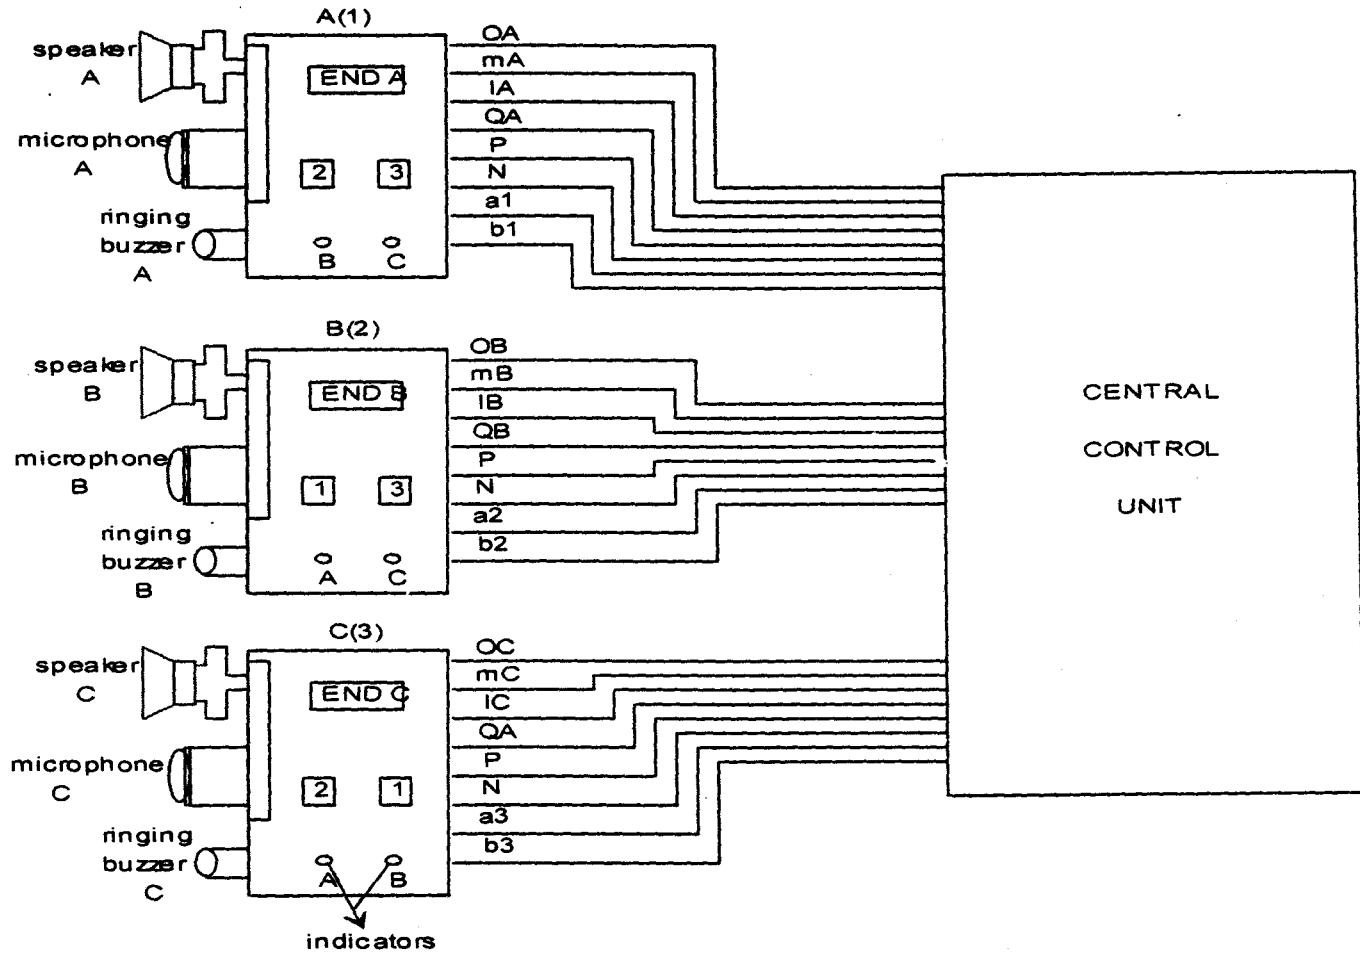 A(1)
speaker
A
microphone
A
ringing
buzzer
A
END A
2 3
B C
OA
mA
IA
QA
P
N
a1
b1
B(2)
speaker
B
microphone
B
ringing
buzzer
B
END B
1 3
A C
OB
mB
IB
QB
P
N
a2
b2
C(3)
speaker
C
microphone
C
ringing
buzzer
C
END C
2 1
A B
indicators
OC
mC
IC
QA
P
N
a3
b3
CENTRAL
CONTROL
UNIT